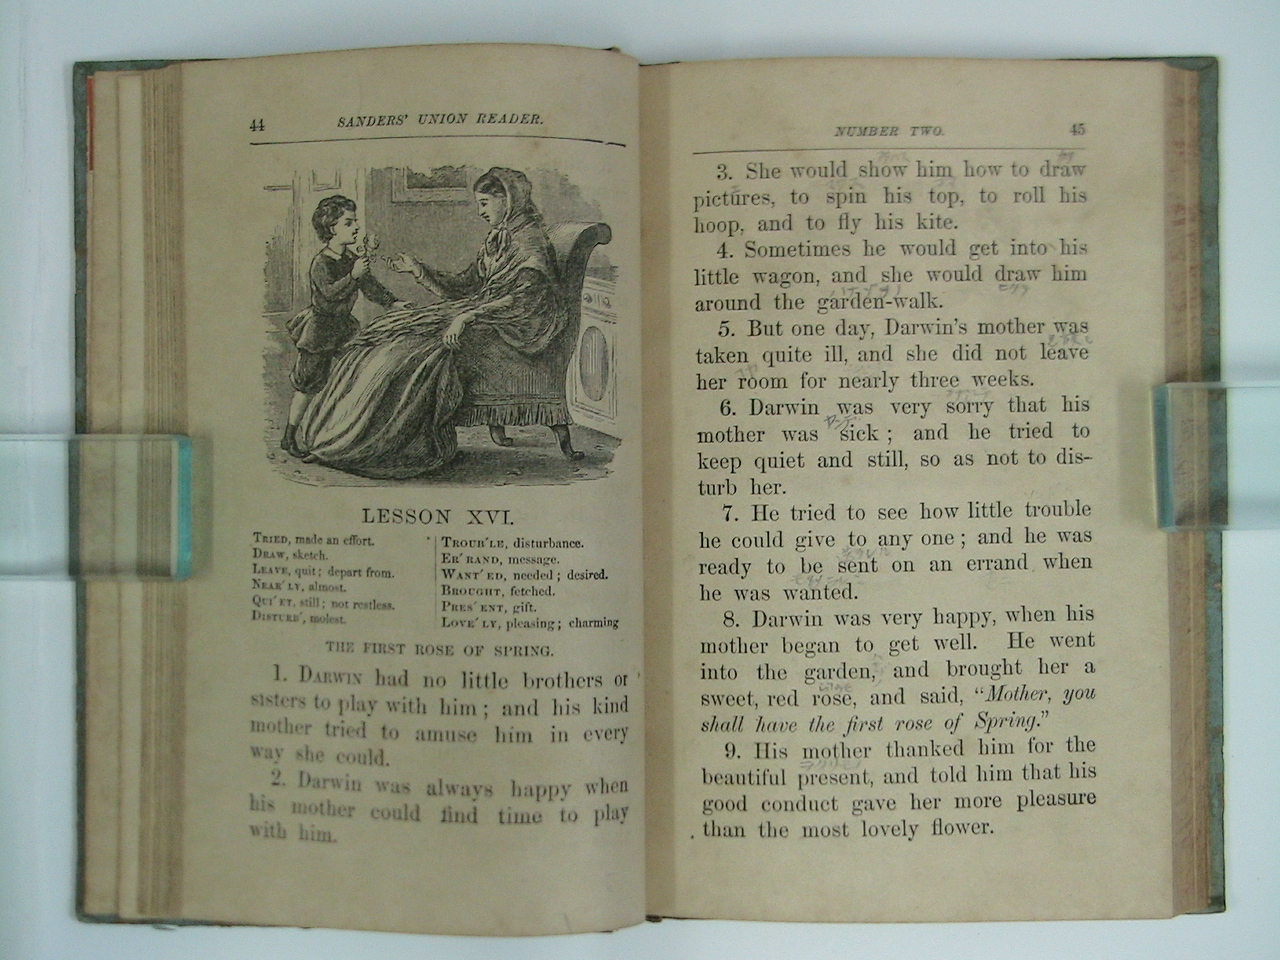 44
SANDERS' UNION READER.
LESSON XVI.
TRIED, made an effort.
DRAW, sketch.
LEAVE, quit; depart from.
NEAR'LY, almost.
QUI'ET, still; not restless.
DISTURB', molest.
TROUB'LE, disturbance.
ER'RAND, message.
WANT'ED, needed; desired.
BROUGHT, fetched.
PRES'ENT, gift.
LOVE'LY, pleasing; charming
THE FIRST ROSE OF SPRING.
1. DARWIN had no little brothers or
sisters to play with him; and his kind
mother tried to amuse him in every
way she could.
2. Darwin was always happy when
his mother could find time to play
with him.
NUMBER TWO.
45
3. She would show him how to draw
pictures, to spin his top, to roll his
hoop, and to fly his kite.
4. Sometimes he would get into his
little wagon, and she would draw him
around the garden-walk.
5. But one day, Darwin's mother was
taken quite ill, and she did not leave
her room for nearly three weeks.
6. Darwin was very sorry that his
mother was sick; and he tried to
keep quiet and still, so as not to dis-
turb her.
7. He tried to see how little trouble
he could give to any one; and he was
ready to be sent on an errand when
he was wanted.
8. Darwin was very happy, when his
mother began to get well. He went
into the garden, and brought her a
sweet, red rose, and said, "Mother, you
shall have the first rose of Spring."
9. His mother thanked him for the
beautiful present, and told him that his
good conduct gave her more pleasure
than the most lovely flower.